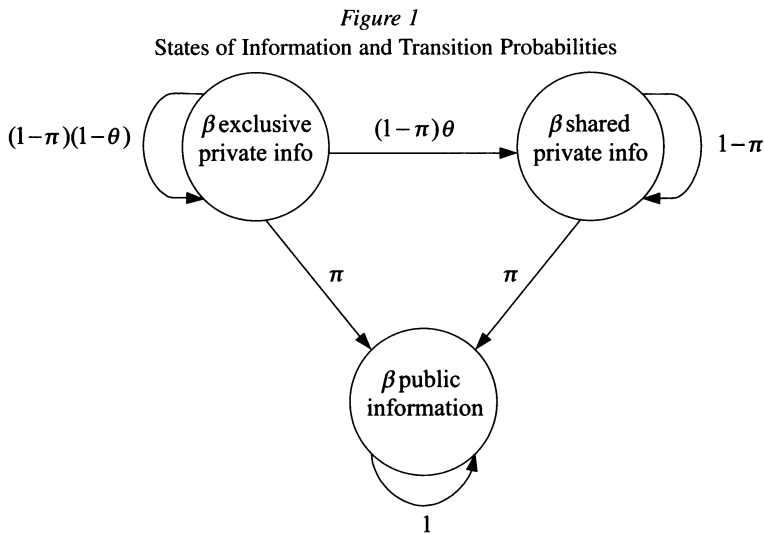 Figure 1
States of Information and Transition Probabilities
(1−π)(1−θ)
β exclusive
private info
(1−π)θ
β shared
private info
1−π
π
π
β public
information
1